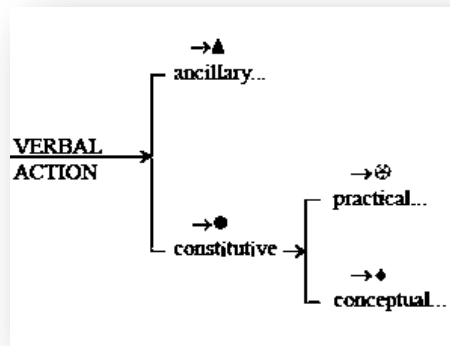 →▲
ancillary...
VERBAL
ACTION
→⊛
practical...
→●
constitutive
→♦
conceptual...